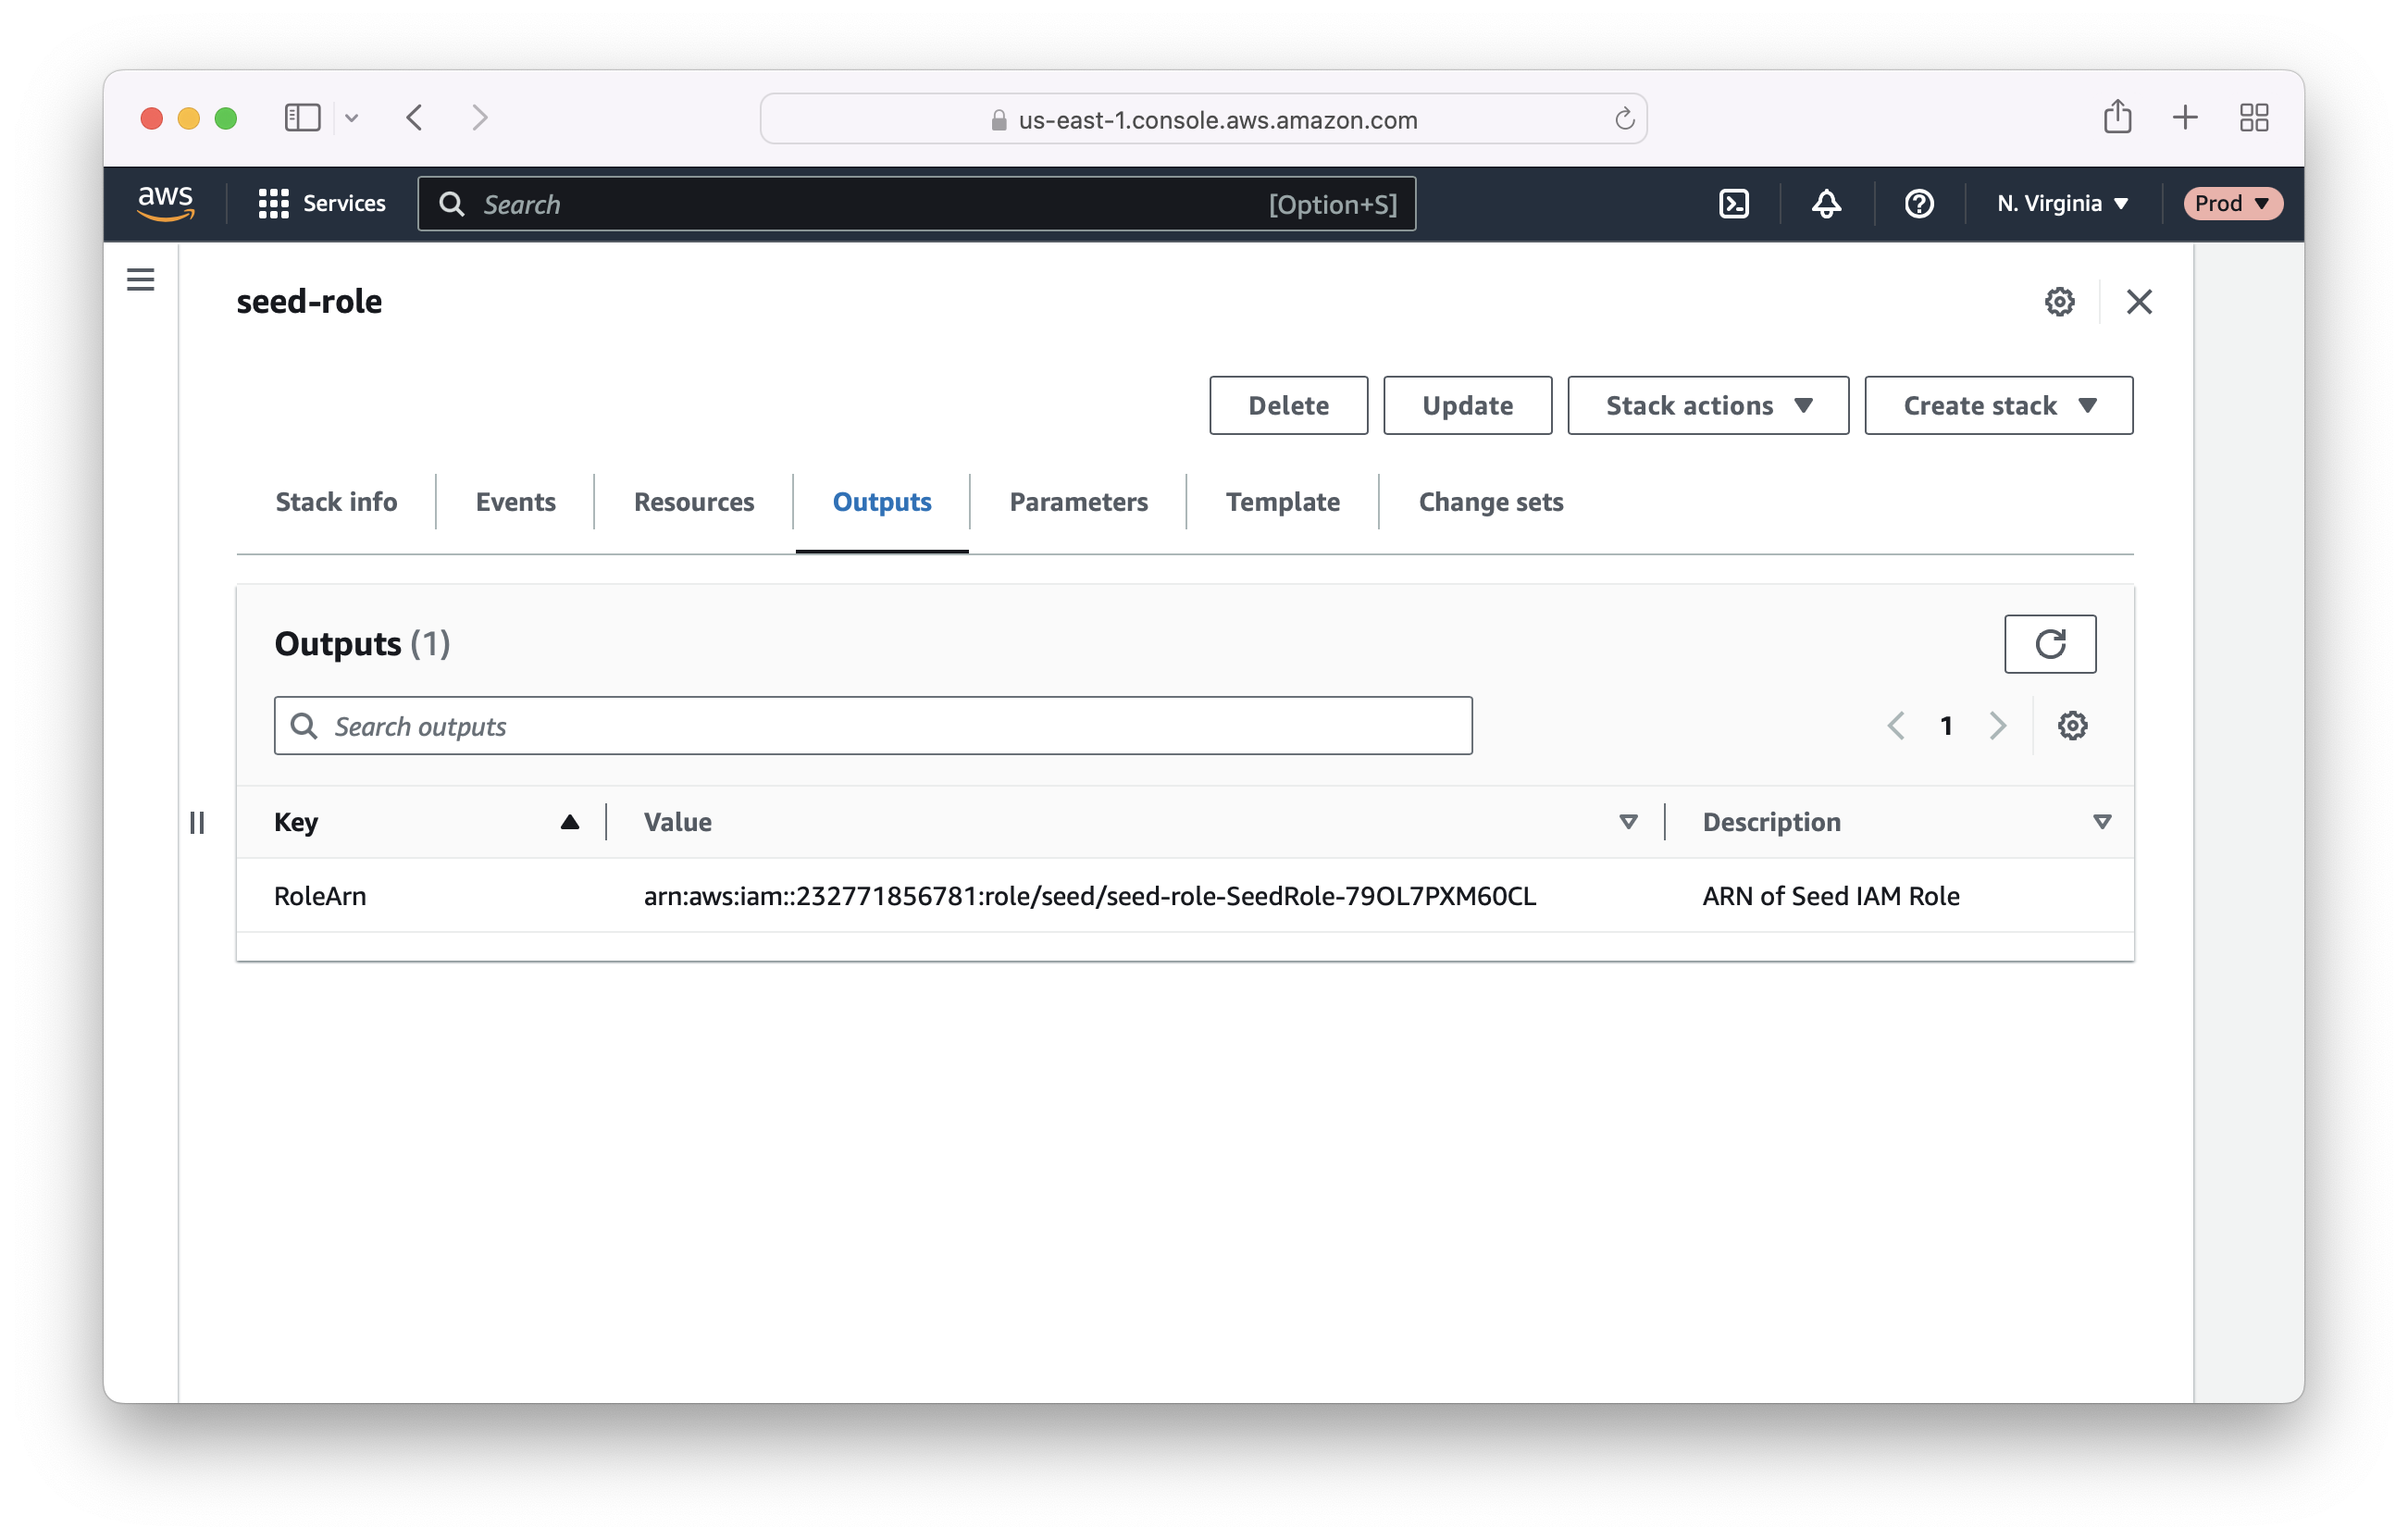 us-east-1.console.aws.amazon.com
aws Services Search [Option+S] N. Virginia Prod
seed-role
Delete Update Stack actions Create stack
Stack info Events Resources Outputs Parameters Template Change sets
Outputs (1)
Search outputs 1
Key Value Description
RoleArn arn:aws:iam::232771856781:role/seed/seed-role-SeedRole-79OL7PXM60CL ARN of Seed IAM Role